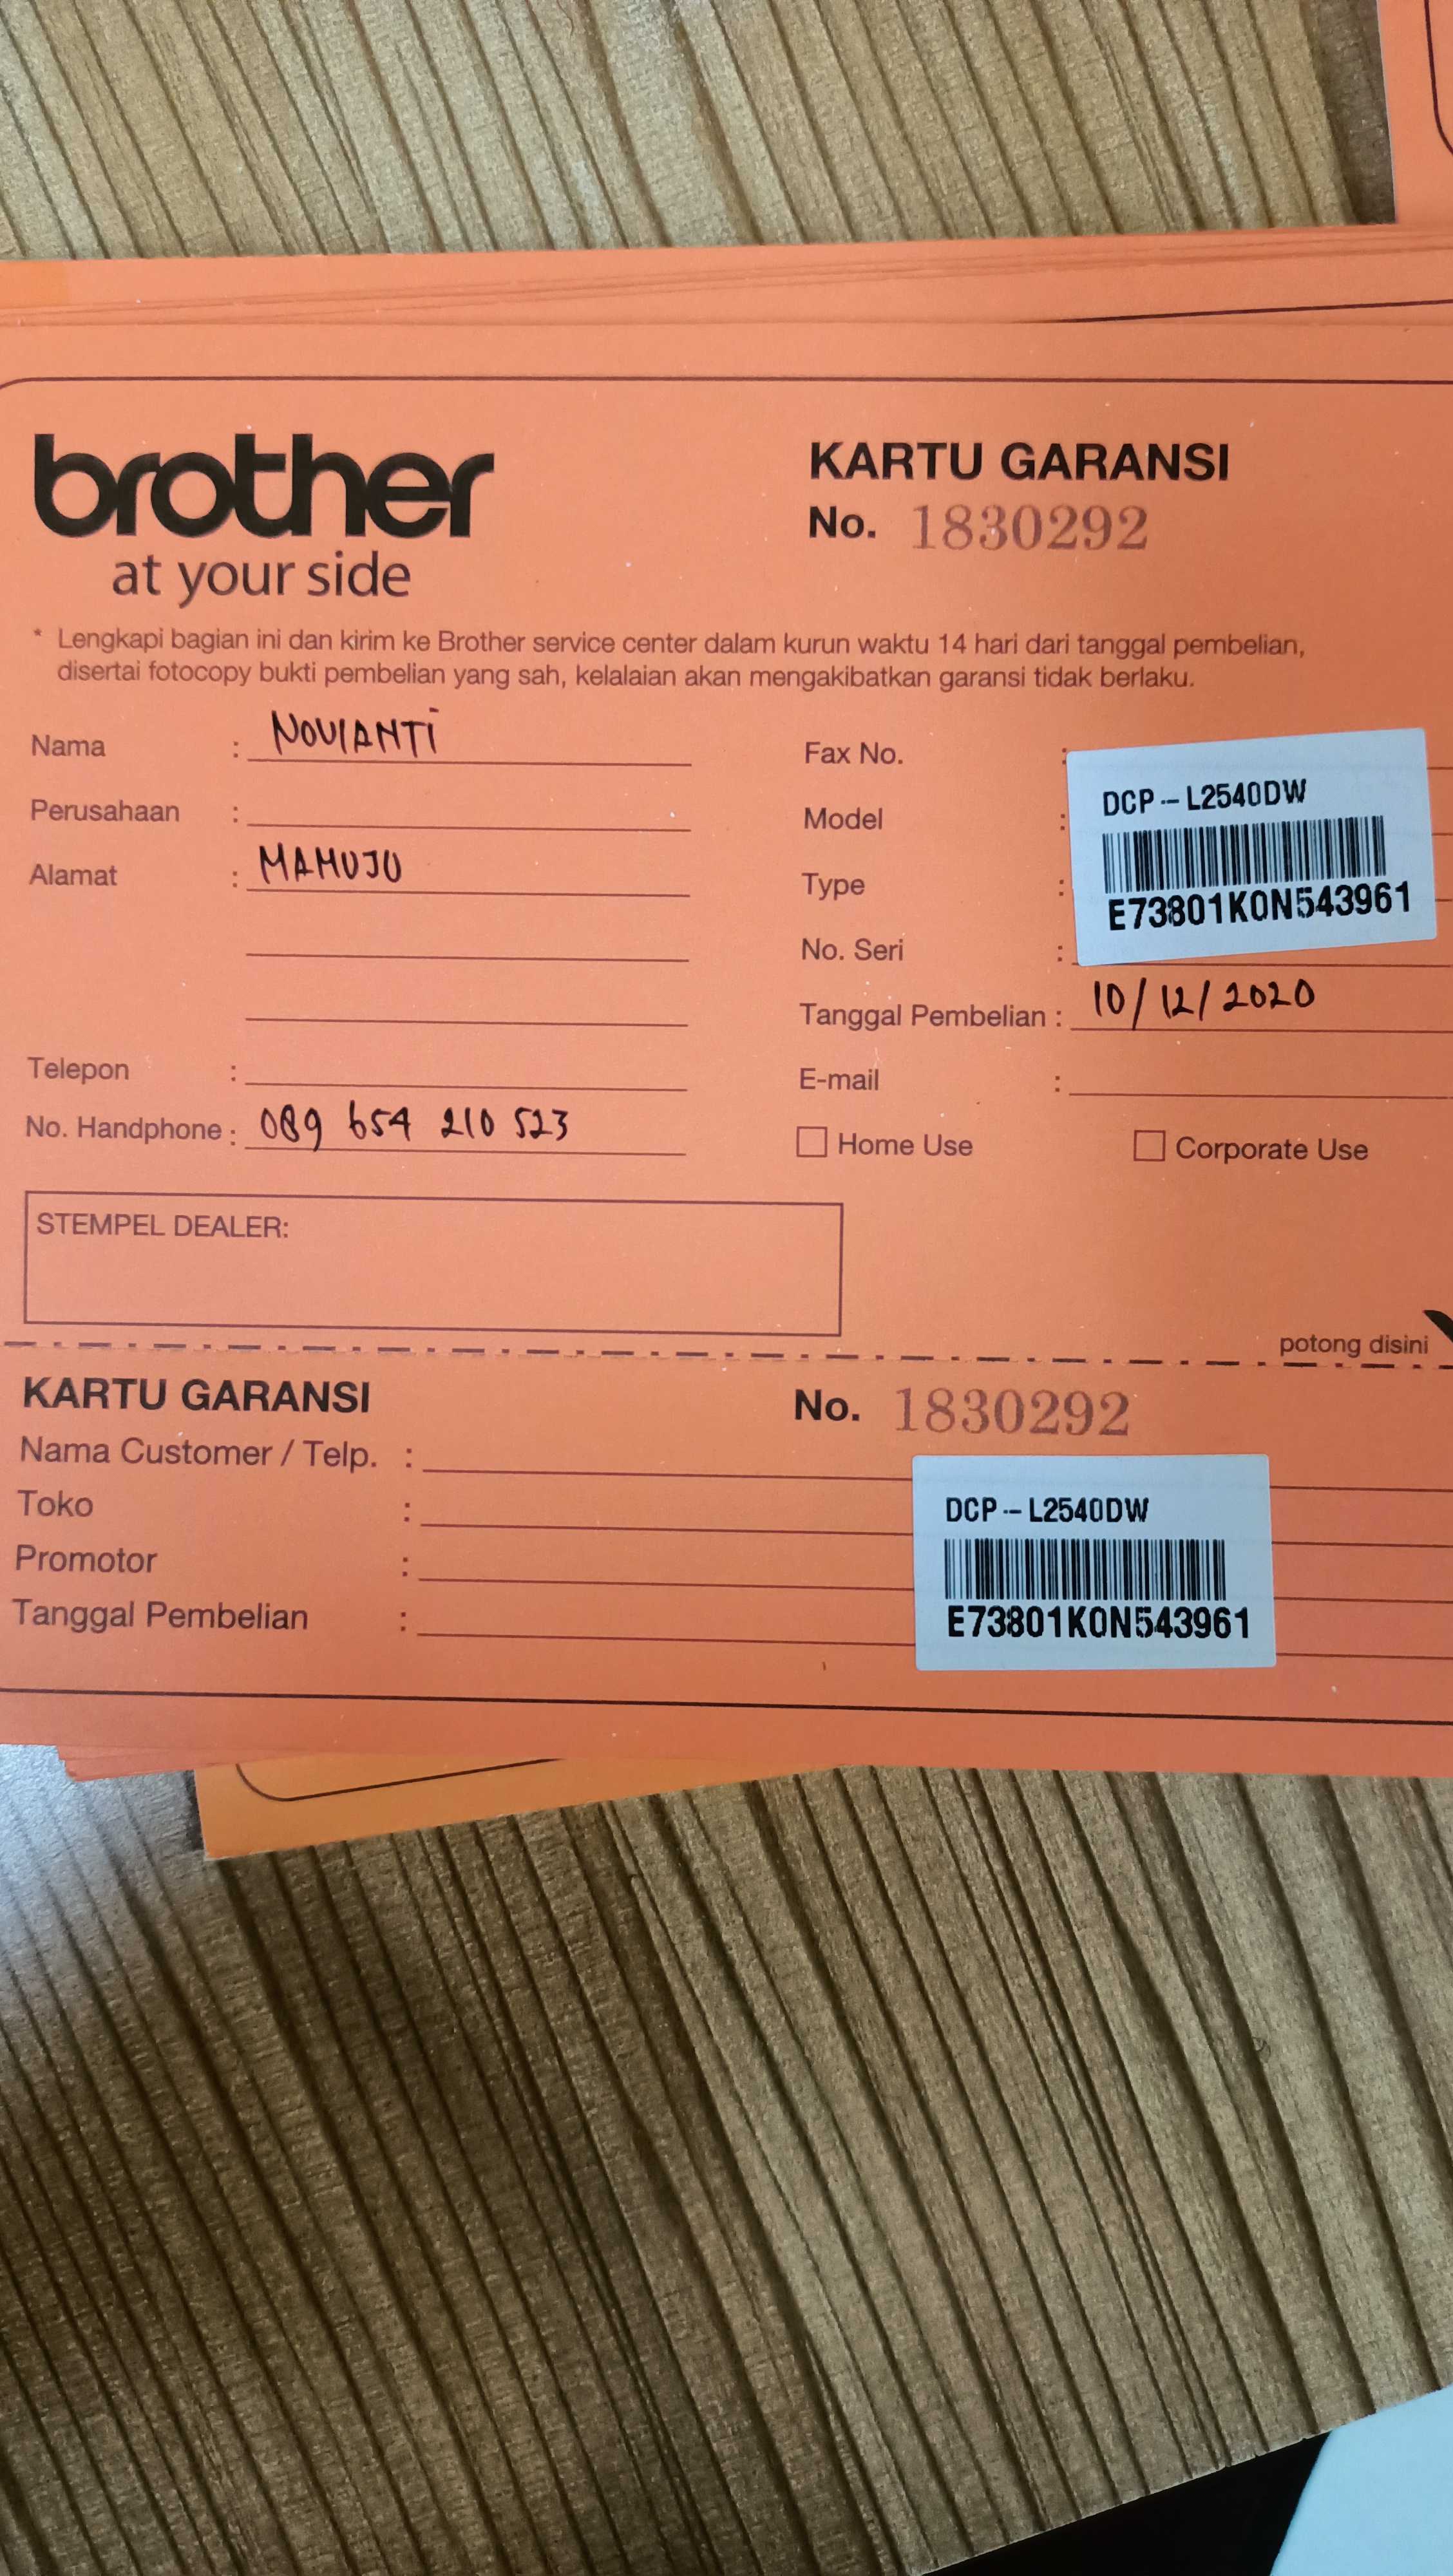 brother
at your side
KARTU GARANSI
No. 1830292
* Lengkapi bagian ini dan kirim ke Brother service center dalam kurun waktu 14 hari dari tanggal pembelian,
disertai fotocopy bukti pembelian yang sah, kelalaian akan mengakibatkan garansi tidak berlaku.
Nama : NOVIANTI
Perusahaan :
Alamat : MAMUJU
Telepon :
No. Handphone : 089 654 210 523
Fax No. :
Model :
Type :
No. Seri :
DCP -- L2540DW
E73801K0N543961
Tanggal Pembelian : 10/12/2020
E-mail :
Home Use
Corporate Use
STEMPEL DEALER:
potong disini
KARTU GARANSI
No. 1830292
Nama Customer / Telp. :
Toko :
Promotor :
Tanggal Pembelian :
DCP -- L2540DW
E73801K0N543961